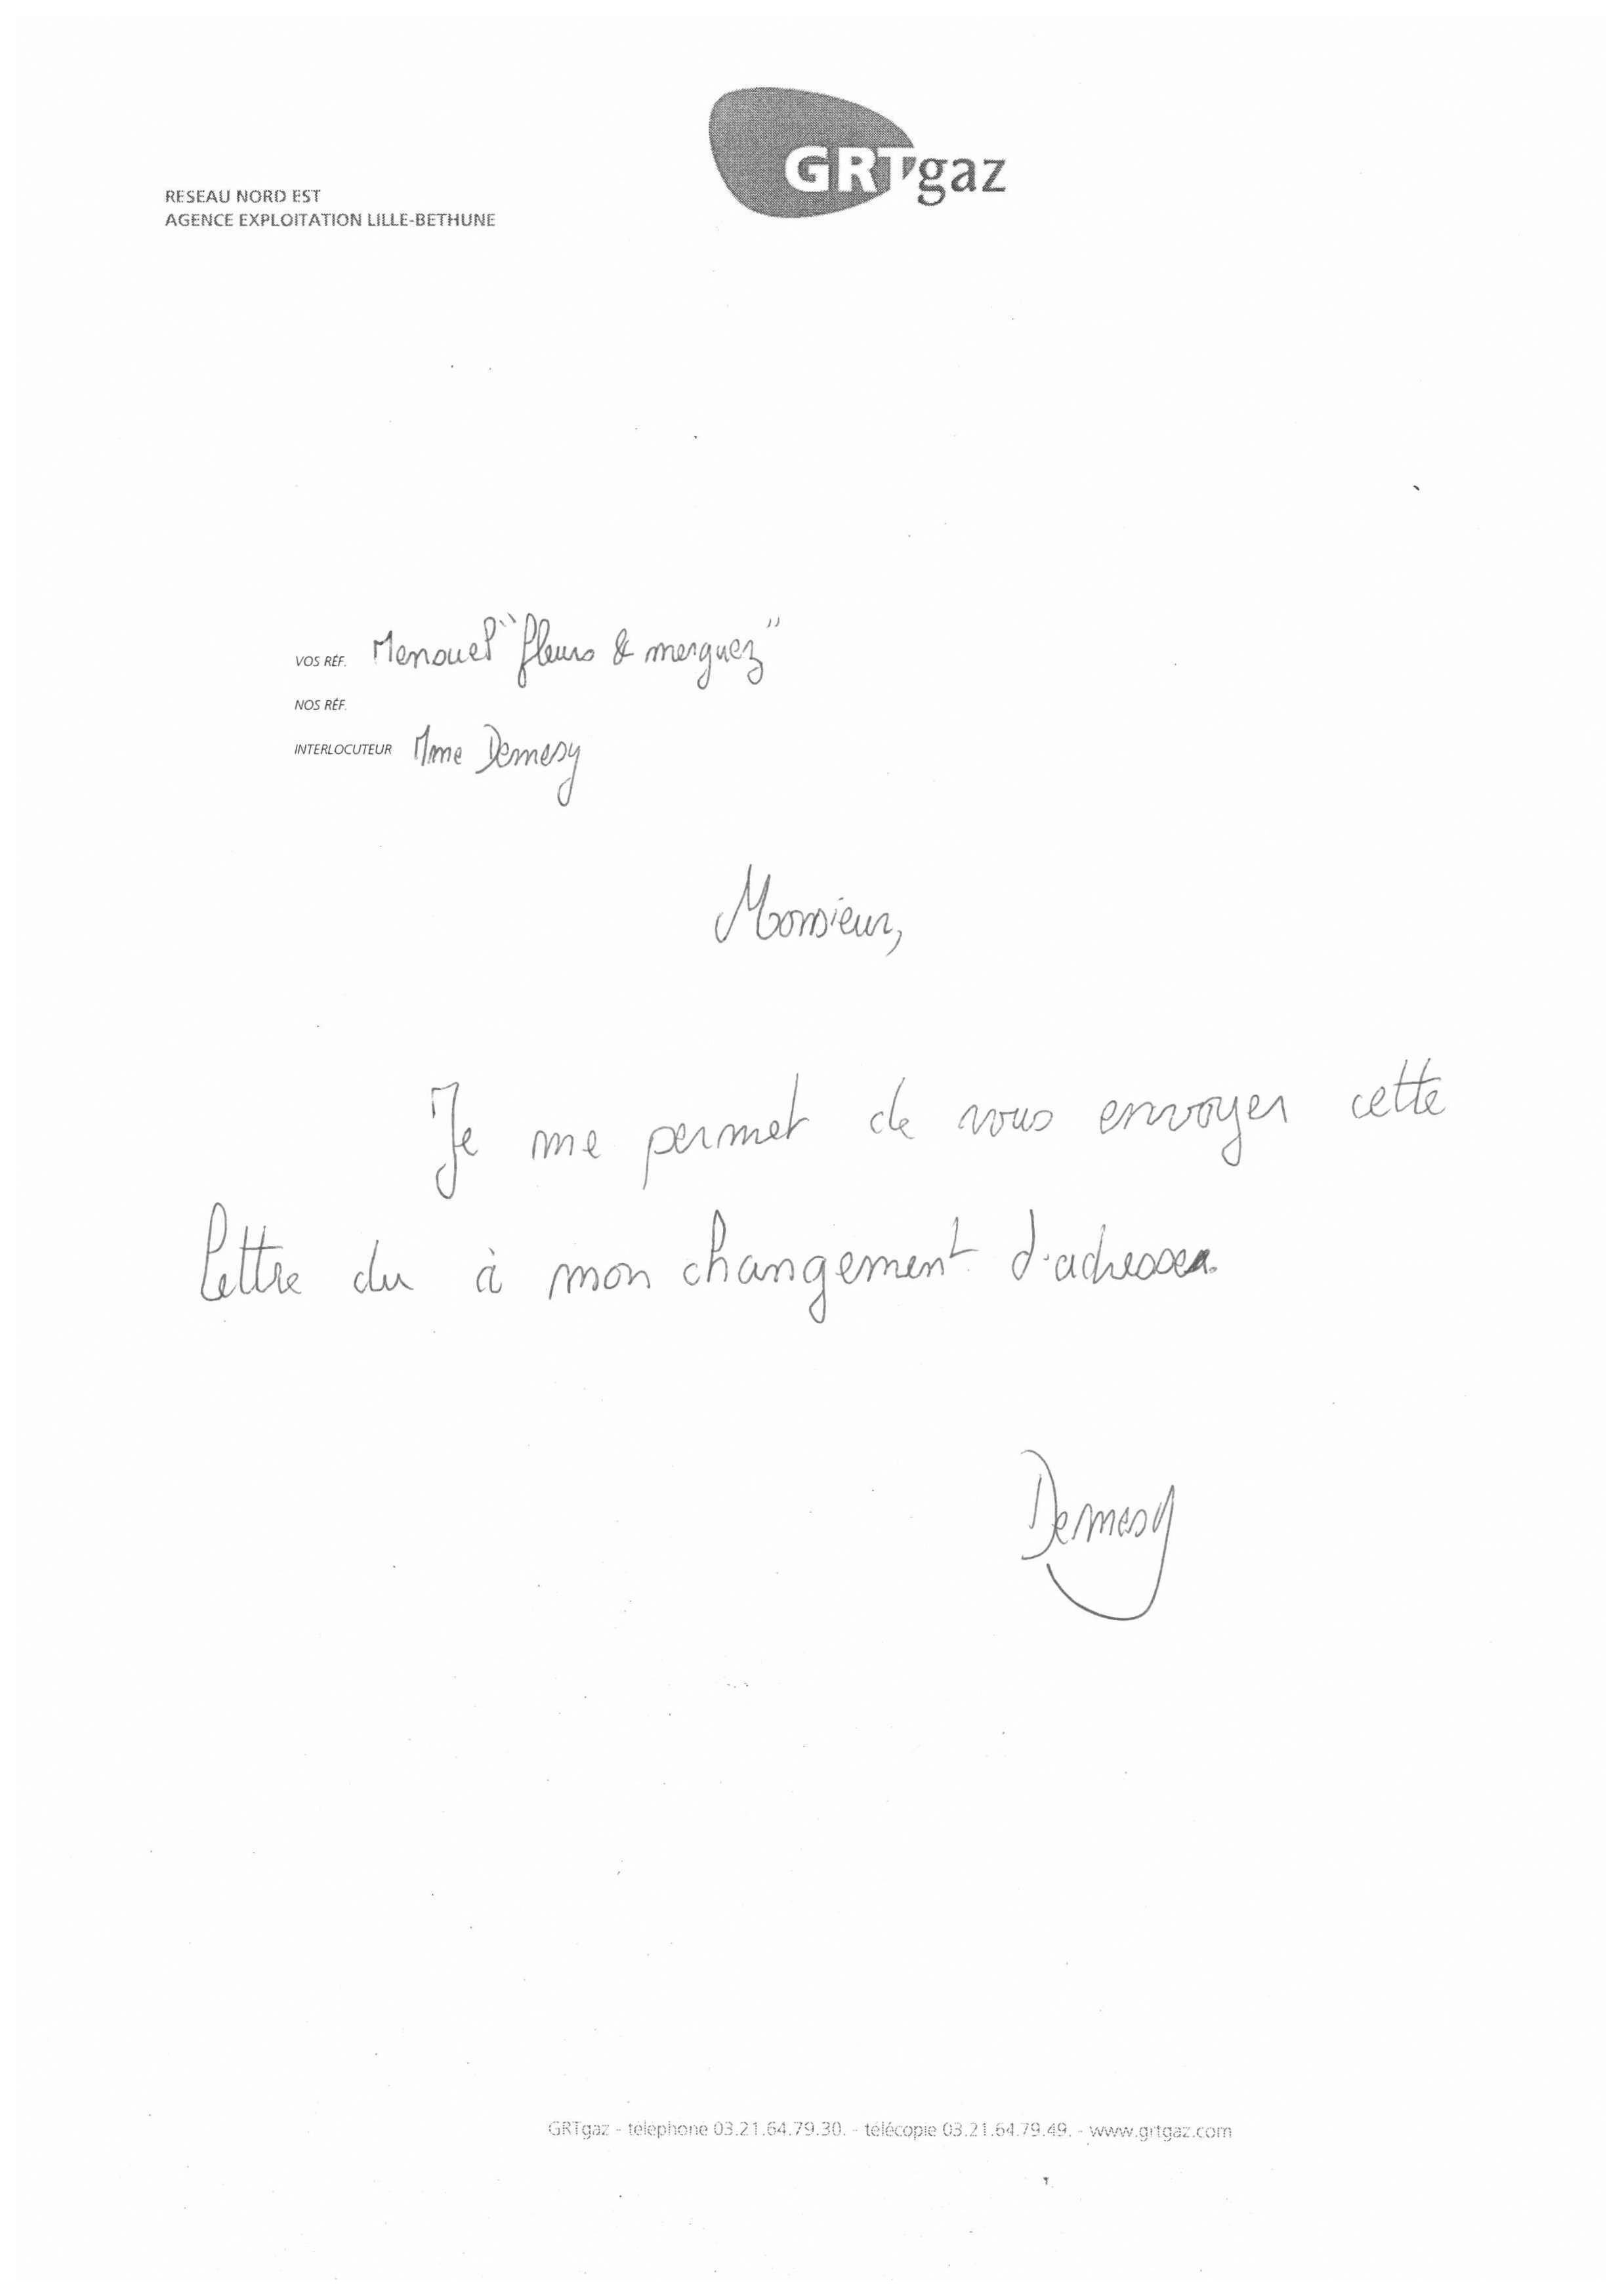 GRTgaz
RESEAU NORD EST
AGENCE EXPLOITATION LILLE-BETHUNE
VOS RÉF. Menouel "fleurs & merguez"
NOS RÉF.
INTERLOCUTEUR Mme Demesy
Monsieur,
Je me permet de vous envoyer cette
lettre du à mon changement d'adresse.
Demesy
GRTgaz - téléphone 03.21.64.79.30. - télécopie 03.21.64.79.49. - www.grtgaz.com